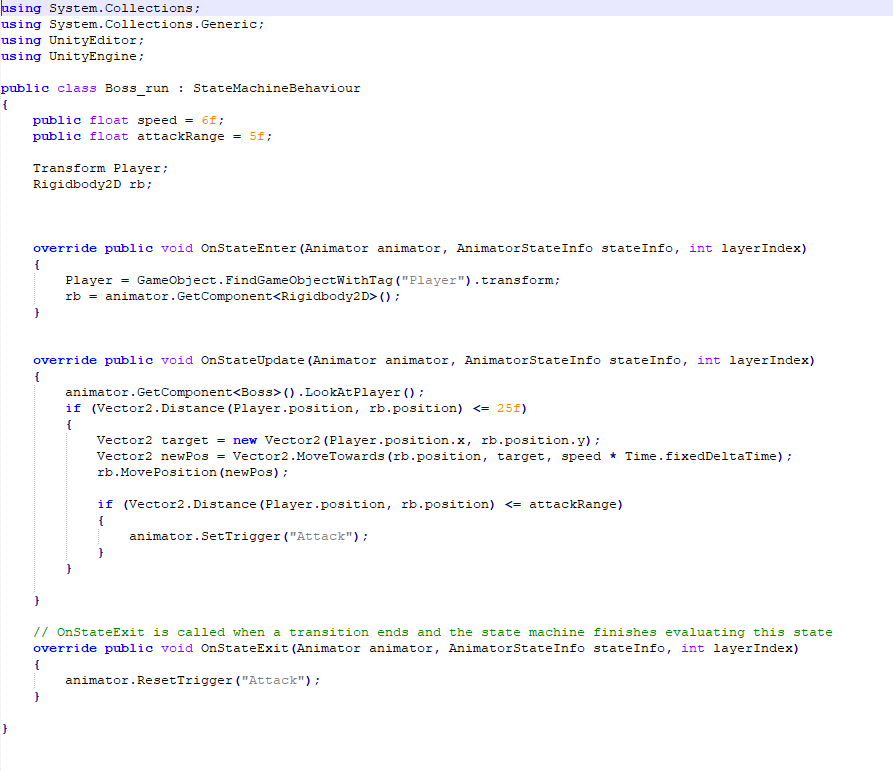 using System.Collections;
using System.Collections.Generic;
using UnityEditor;
using UnityEngine;

public class Boss_run : StateMachineBehaviour
{
    public float speed = 6f;
    public float attackRange = 5f;

    Transform Player;
    Rigidbody2D rb;



    override public void OnStateEnter(Animator animator, AnimatorStateInfo stateInfo, int layerIndex)
    {
        Player = GameObject.FindGameObjectWithTag("Player").transform;
        rb = animator.GetComponent<Rigidbody2D>();
    }


    override public void OnStateUpdate(Animator animator, AnimatorStateInfo stateInfo, int layerIndex)
    {
        animator.GetComponent<Boss>().LookAtPlayer();
        if (Vector2.Distance(Player.position, rb.position) <= 25f)
        {
            Vector2 target = new Vector2(Player.position.x, rb.position.y);
            Vector2 newPos = Vector2.MoveTowards(rb.position, target, speed * Time.fixedDeltaTime);
            rb.MovePosition(newPos);

            if (Vector2.Distance(Player.position, rb.position) <= attackRange)
            {
                animator.SetTrigger("Attack");
            }
        }

    }

    // OnStateExit is called when a transition ends and the state machine finishes evaluating this state
    override public void OnStateExit(Animator animator, AnimatorStateInfo stateInfo, int layerIndex)
    {
        animator.ResetTrigger("Attack");
    }

}